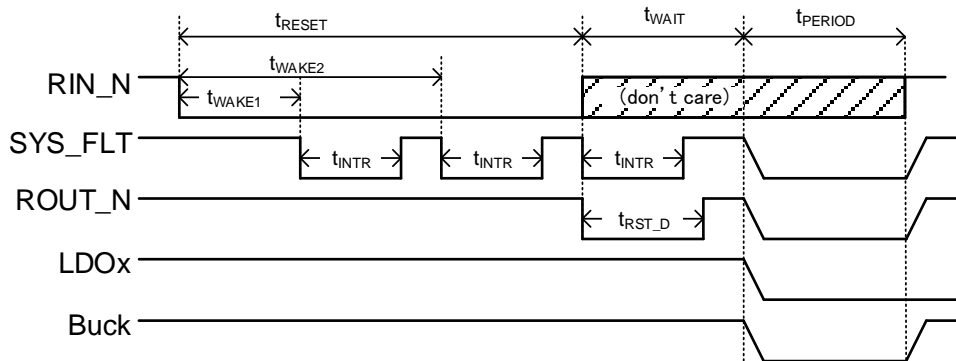 tRESET
tWAIT
tPERIOD
RIN_N
tWAKE2
tWAKE1
(don't care)
SYS_FLT
tINTR
tINTR
tINTR
ROUT_N
tRST_D
LDOx
Buck